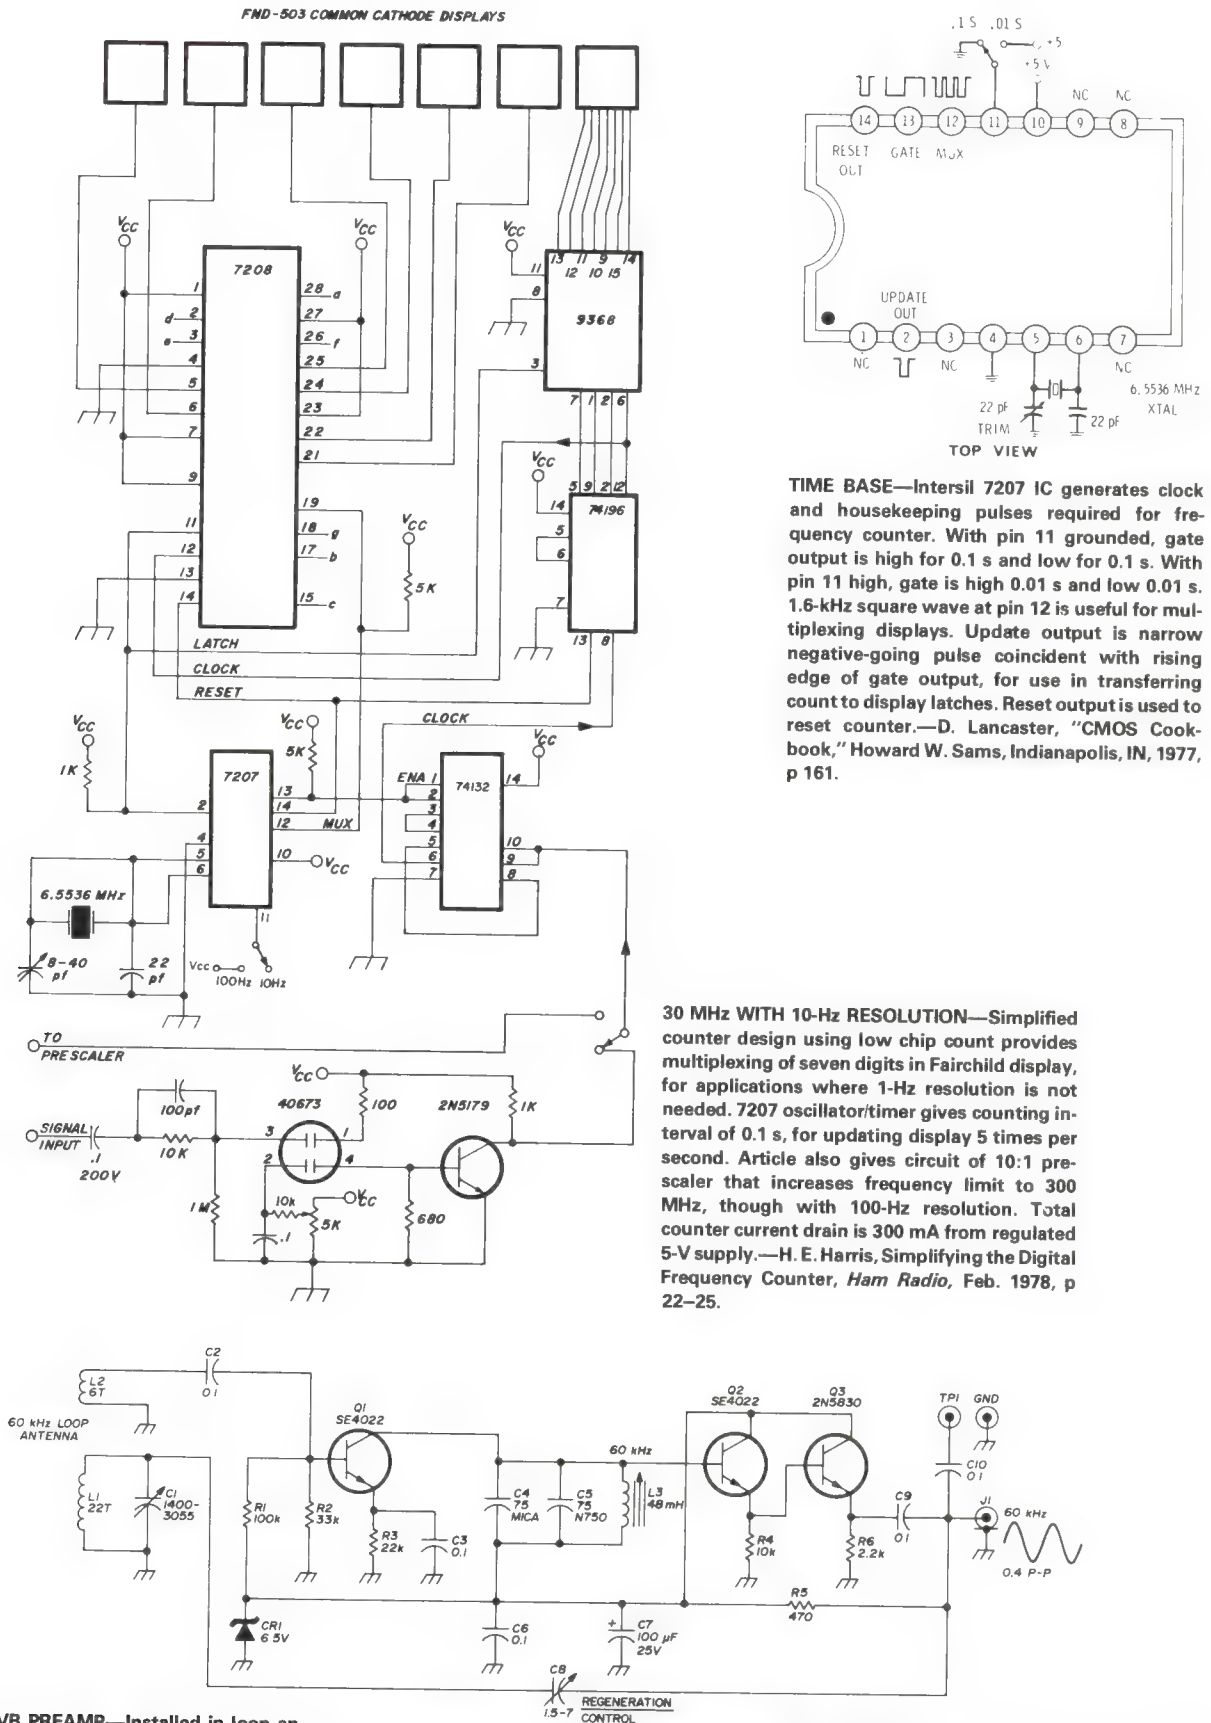 FND-503 COMMON CATHODE DISPLAYS
VCC
VCC
7208
1
2
3
4
5
6
7
9
11
12
13
14
d
e
28
27
26
25
24
23
22
21
19
18
17
15
a
f
g
b
c
VCC
11
8
3
13
12
11
10
9
15
14
9368
7
1
2
6
VCC
5
9
2
12
14
5
6
7
74196
13
8
VCC
5K
LATCH
CLOCK
RESET
CLOCK
VCC
1K
VCC
5K
7207
2
4
5
6
13
14
12
10
11
MUX
VCC
ENA
1
2
3
4
5
6
7
74132
14
10
9
8
VCC
6.5536 MHz
8-40
pf
22
pf
Vcc
100Hz
10Hz
TO
PRESCALER
SIGNAL
INPUT
.1
200V
100pf
10K
1M
40673
3
2
1
4
VCC
100
10k
.1
VCC
5K
680
2N5179
1K
.1 S .01 S
+5
+5V
NC
NC
14
13
12
11
10
9
8
RESET
OUT
GATE
UPDATE
OUT
1
2
3
4
5
6
7
NC
NC
NC
22 pF
TRIM
22 pF
6.5536 MHz
XTAL
TOP VIEW
TIME BASE—Intersil 7207 IC generates clock
and housekeeping pulses required for fre-
quency counter. With pin 11 grounded, gate
output is high for 0.1 s and low for 0.1 s. With
pin 11 high, gate is high 0.01 s and low 0.01 s.
1.6-kHz square wave at pin 12 is useful for mul-
tiplexing displays. Update output is narrow
negative-going pulse coincident with rising
edge of gate output, for use in transferring
count to display latches. Reset output is used to
reset counter.—D. Lancaster, "CMOS Cook-
book," Howard W. Sams, Indianapolis, IN, 1977,
p 161.
30 MHz WITH 10-Hz RESOLUTION—Simplified
counter design using low chip count provides
multiplexing of seven digits in Fairchild display,
for applications where 1-Hz resolution is not
needed. 7207 oscillator/timer gives counting in-
terval of 0.1 s, for updating display 5 times per
second. Article also gives circuit of 10:1 pre-
scaler that increases frequency limit to 300
MHz, though with 100-Hz resolution. Total
counter current drain is 300 mA from regulated
5-V supply.—H. E. Harris, Simplifying the Digital
Frequency Counter, Ham Radio, Feb. 1978, p
22–25.
L2
6T
60 kHz LOOP
ANTENNA
L1
22T
C1
1400-
3055
C2
01
R1
100k
R2
33k
Q1
SE4022
R3
22k
C3
0.1
CR1
6 5V
C4
75
MICA
C5
75
N750
60 kHz
L3
48mH
C6
0.1
C7
100 µF
25V
+
C8
1.5-7
REGENERATION
CONTROL
Q2
SE4022
R4
10k
Q3
2N5830
R6
2.2k
R5
470
C9
01
TP1
GND
C10
01
J1
60 kHz
0.4 P-P